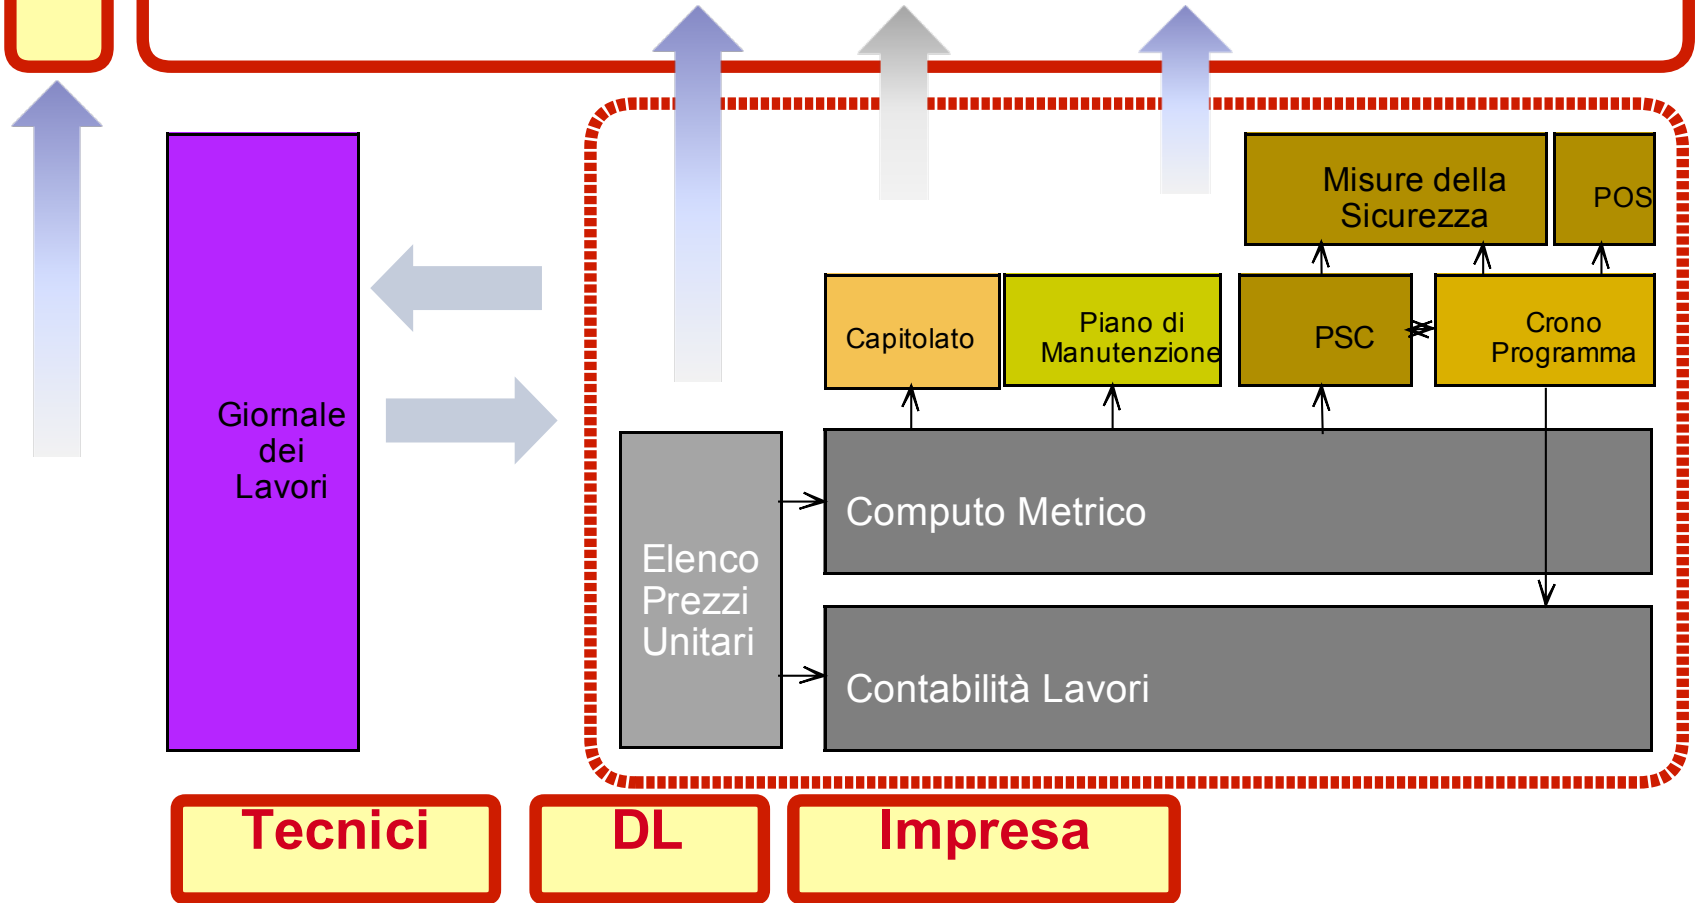 Misure della
Sicurezza
POS
Capitolato
Piano di
Manutenzione
PSC
Crono
Programma
Giornale
dei
Lavori
Elenco
Prezzi
Unitari
Computo Metrico
Contabilità Lavori
Tecnici
DL
Impresa